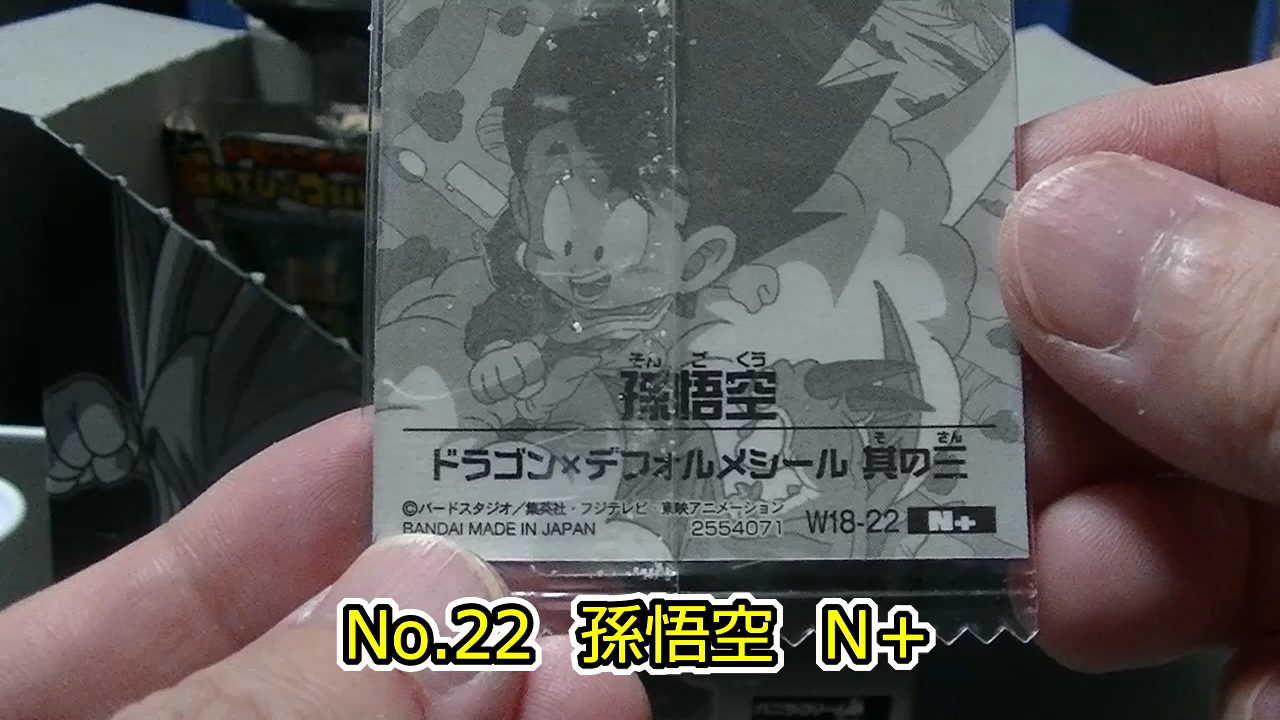 そん ご くう
孫悟空
そ さん
ドラゴン×デフォルメシール 其の三
©バードスタジオ/集英社・フジテレビ・東映アニメーション
BANDAI MADE IN JAPAN 2554071 W18-22 N+
No.22 孫悟空 N+